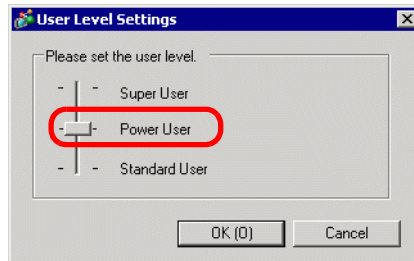 User Level Settings
Please set the user level.
Super User
Power User
Standard User
OK (O)
Cancel